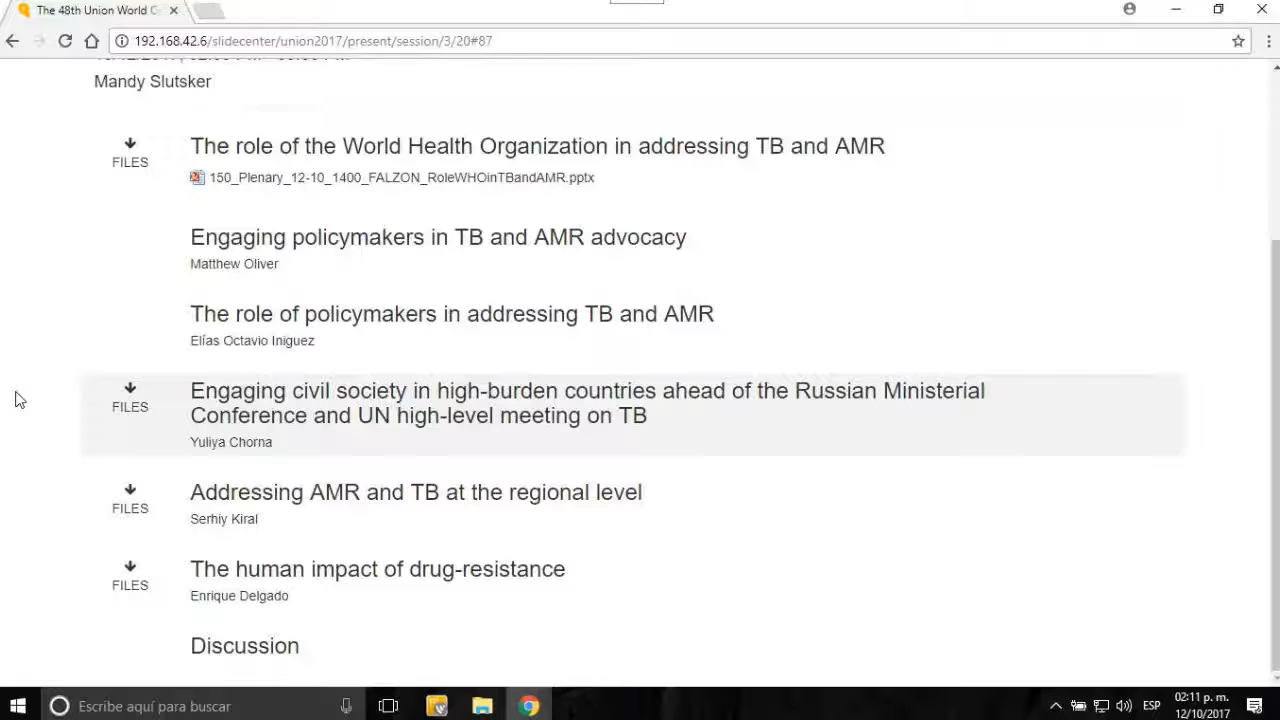 The 48th Union World C
192.168.42.6/slidecenter/union2017/present/session/3/20#87
Mandy Slutsker
FILES
The role of the World Health Organization in addressing TB and AMR
150_Plenary_12-10_1400_FALZON_RoleWHOinTBandAMR.pptx
Engaging policymakers in TB and AMR advocacy
Matthew Oliver
The role of policymakers in addressing TB and AMR
Elías Octavio Iniguez
FILES
Engaging civil society in high-burden countries ahead of the Russian Ministerial
Conference and UN high-level meeting on TB
Yuliya Chorna
FILES
Addressing AMR and TB at the regional level
Serhiy Kiral
FILES
The human impact of drug-resistance
Enrique Delgado
Discussion
Escribe aquí para buscar
ESP
02:11 p. m.
12/10/2017